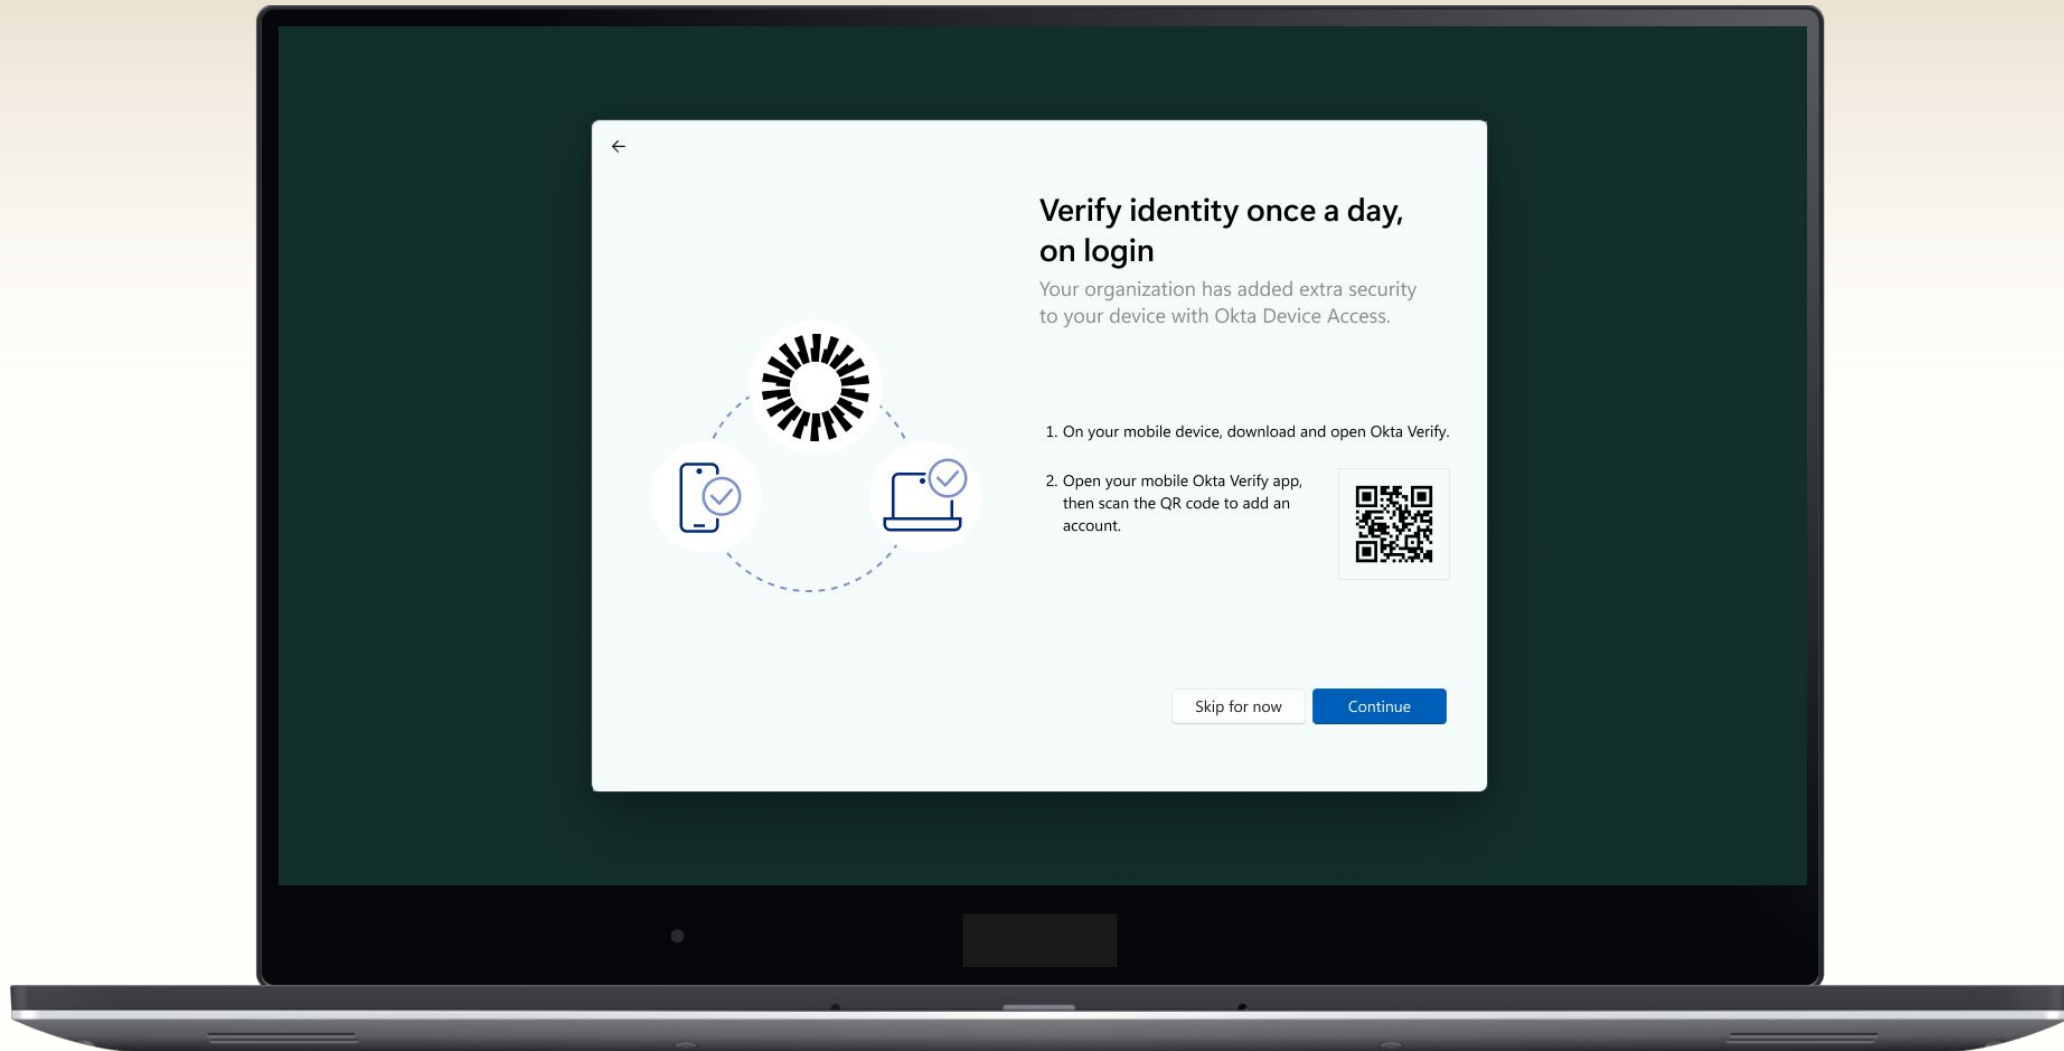 Verify identity once a day,
on login
Your organization has added extra security
to your device with Okta Device Access.
1. On your mobile device, download and open Okta Verify.
2. Open your mobile Okta Verify app,
then scan the QR code to add an
account.
Skip for now
Continue